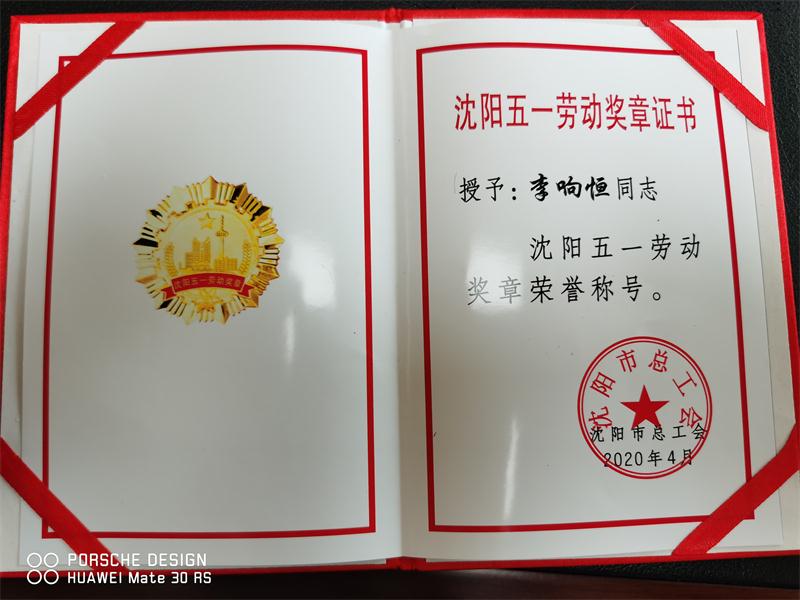 沈阳五一劳动奖章
沈阳五一劳动奖章证书
授予：李响恒同志
沈阳五一劳动
奖章荣誉称号。
沈阳市总工会
沈阳市总工会
2020年4月
PORSCHE DESIGN
HUAWEI Mate 30 RS